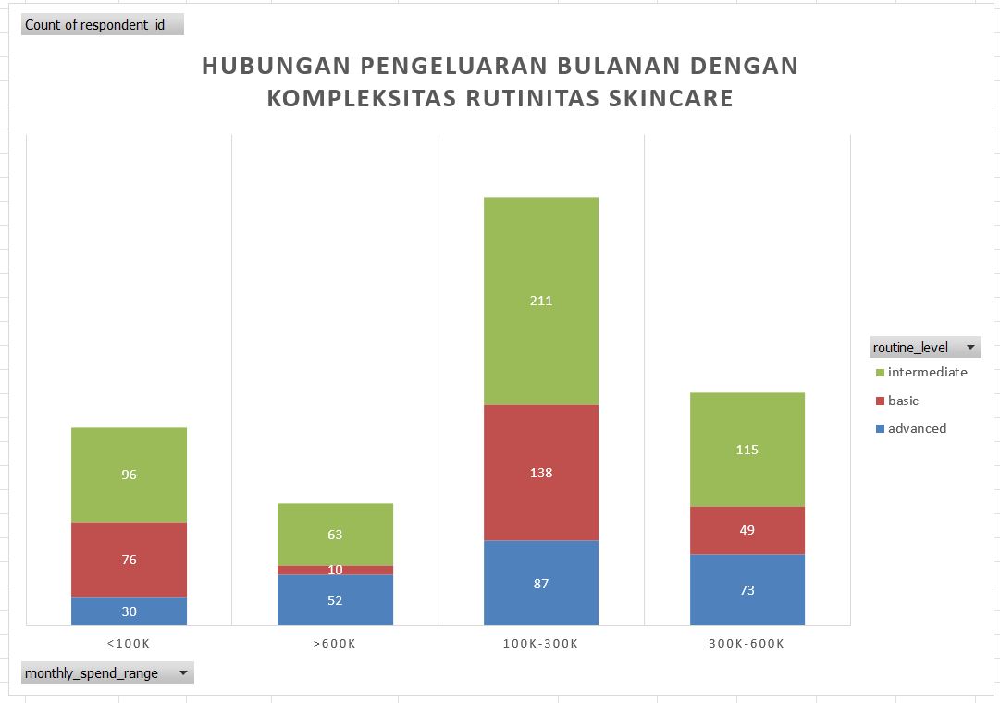 Count of respondent_id
HUBUNGAN PENGELUARAN BULANAN DENGAN
KOMPLEKSITAS RUTINITAS SKINCARE
211
138
87
115
49
73
96
76
30
63
10
52
<100K
>600K
100K-300K
300K-600K
routine_level
intermediate
basic
advanced
monthly_spend_range